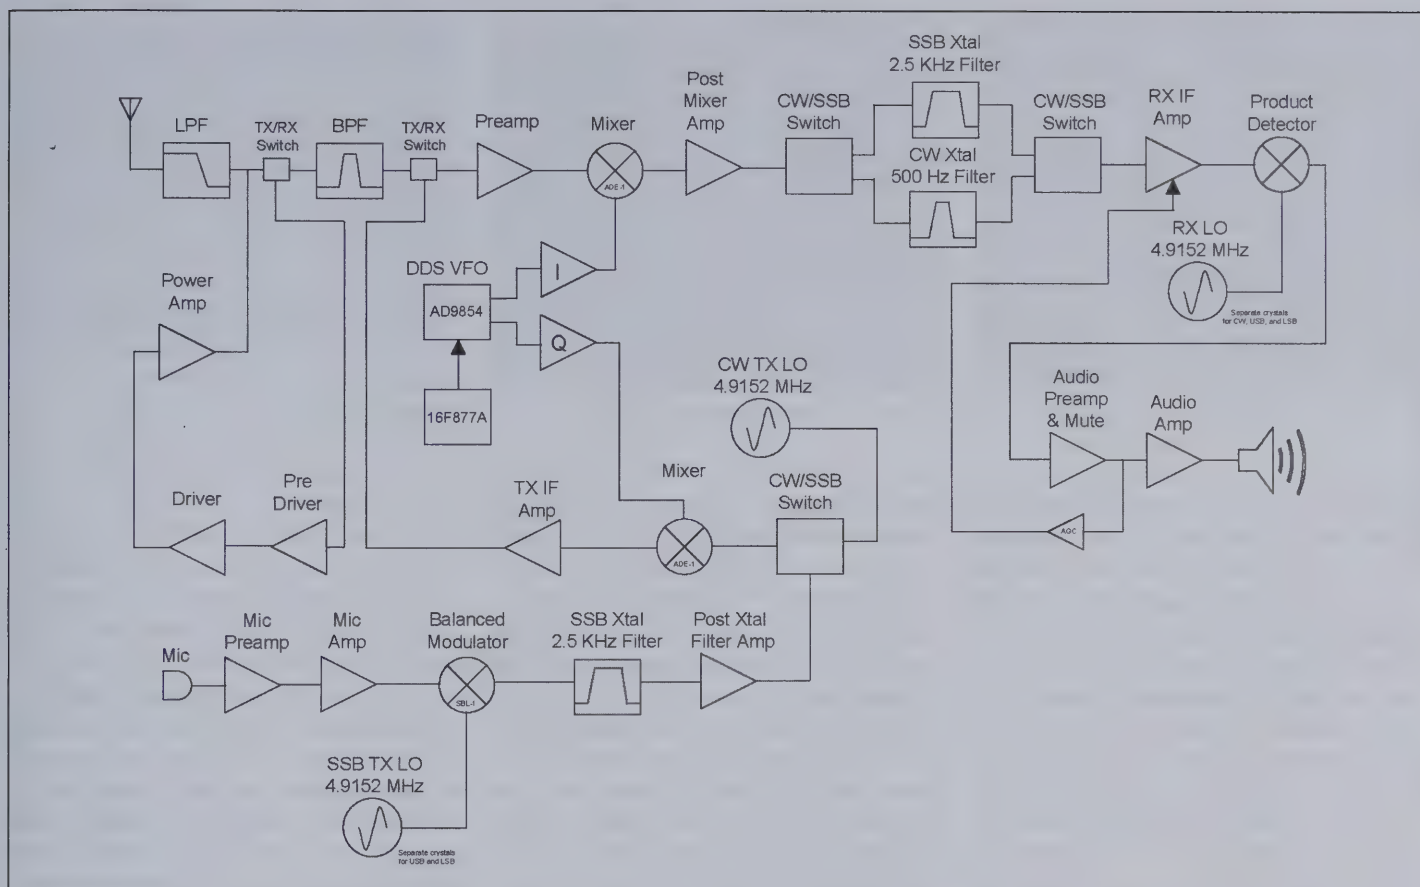 SSB Xtal
2.5 KHz Filter
Post
Mixer
Amp
CW/SSB
Switch
CW/SSB
Switch
RX IF
Amp
Product
Detector
LPF
TX/RX
Switch
BPF
TX/RX
Switch
Preamp
Mixer
ADE-1
CW Xtal
500 Hz Filter
RX LO
4.9152 MHz
Separate crystals
for CW, USB, and LSB
Power
Amp
DDS VFO
AD9854
I
Q
16F877A
CW TX LO
4.9152 MHz
Audio
Preamp
& Mute
Audio
Amp
AGC
Driver
Pre
Driver
TX IF
Amp
Mixer
ADE-1
CW/SSB
Switch
Mic
Mic
Preamp
Mic
Amp
Balanced
Modulator
SBL-1
SSB Xtal
2.5 KHz Filter
Post Xtal
Filter Amp
SSB TX LO
4.9152 MHz
Separate crystals
for USB and LSB